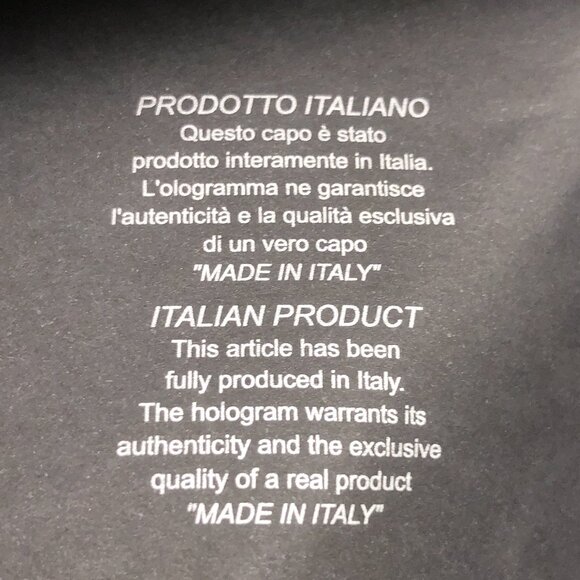 PRODOTTO ITALIANO
Questo capo è stato
prodotto interamente in Italia.
L'ologramma ne garantisce
l'autenticità e la qualità esclusiva
di un vero capo
"MADE IN ITALY"
ITALIAN PRODUCT
This article has been
fully produced in Italy.
The hologram warrants its
authenticity and the exclusive
quality of a real product
"MADE IN ITALY"